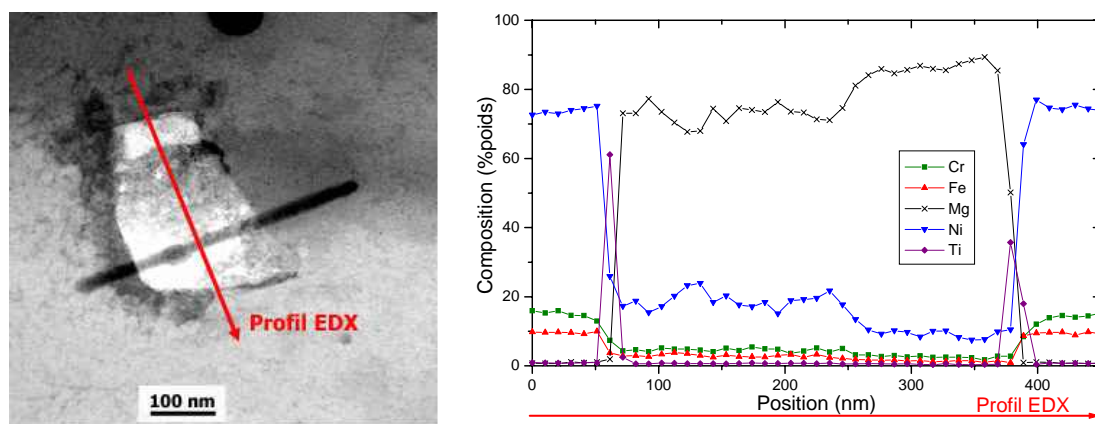 Profil EDX
100 nm
Composition (%poids)
100
80
60
40
20
0
Cr
Fe
Mg
Ni
Ti
0
100
200
300
400
Position (nm)
Profil EDX